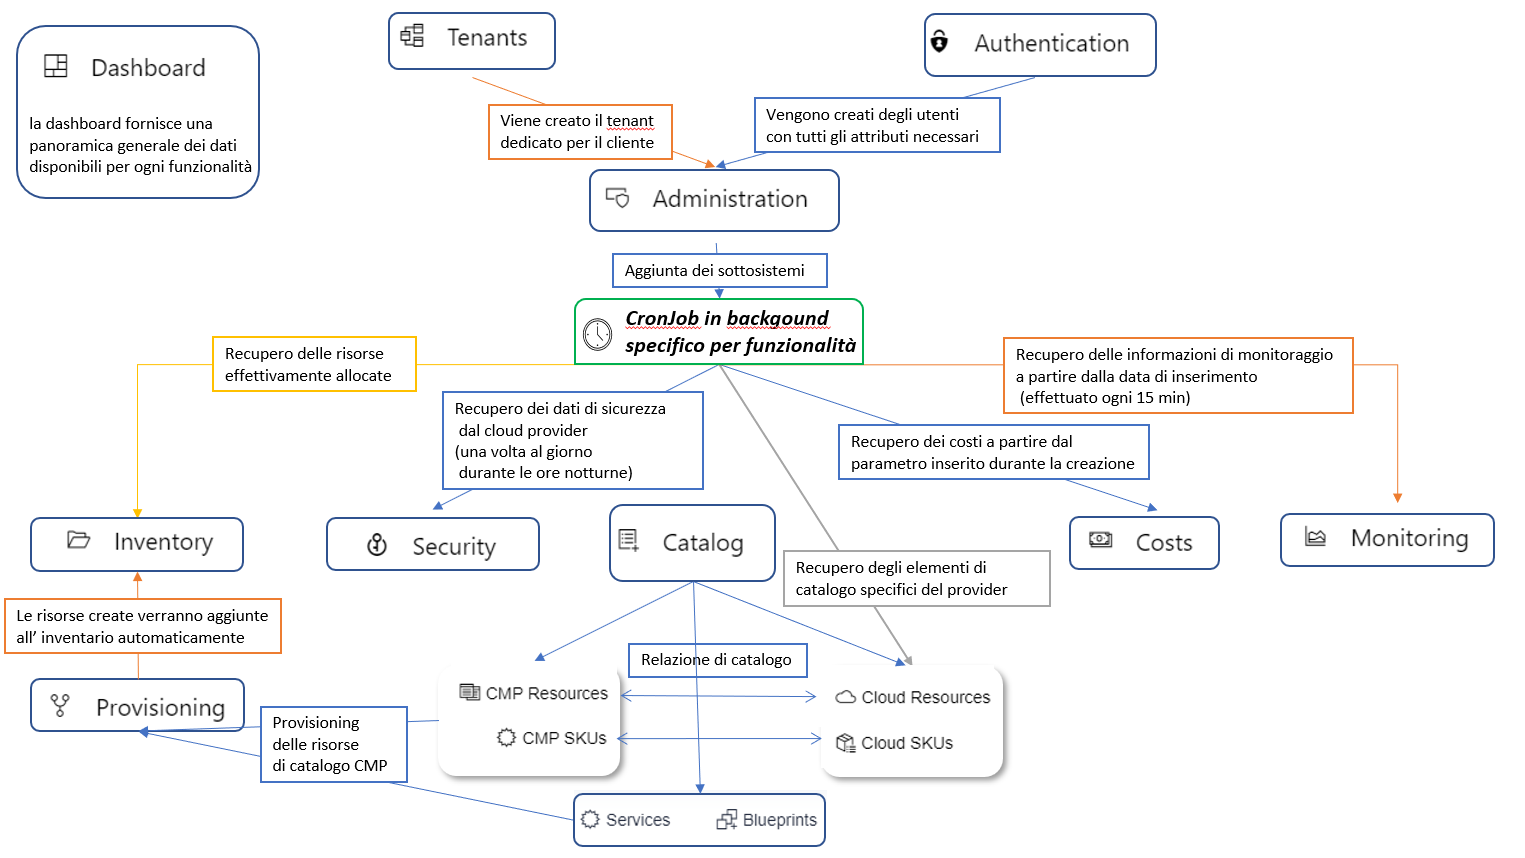 Dashboard
la dashboard fornisce una
panoramica generale dei dati
disponibili per ogni funzionalità
Tenants
Authentication
Viene creato il tenant
dedicato per il cliente
Vengono creati degli utenti
con tutti gli attributi necessari
Administration
Aggiunta dei sottosistemi
CronJob in backgound
specifico per funzionalità
Recupero delle risorse
effettivamente allocate
Recupero dei dati di sicurezza
dal cloud provider
(una volta al giorno
durante le ore notturne)
Recupero dei costi a partire dal
parametro inserito durante la creazione
Recupero delle informazioni di monitoraggio
a partire dalla data di inserimento
(effettuato ogni 15 min)
Inventory
Security
Catalog
Costs
Monitoring
Recupero degli elementi di
catalogo specifici del provider
Le risorse create verranno aggiunte
all' inventario automaticamente
Relazione di catalogo
Provisioning
Provisioning
delle risorse
di catalogo CMP
CMP Resources
CMP SKUs
Cloud Resources
Cloud SKUs
Services
Blueprints